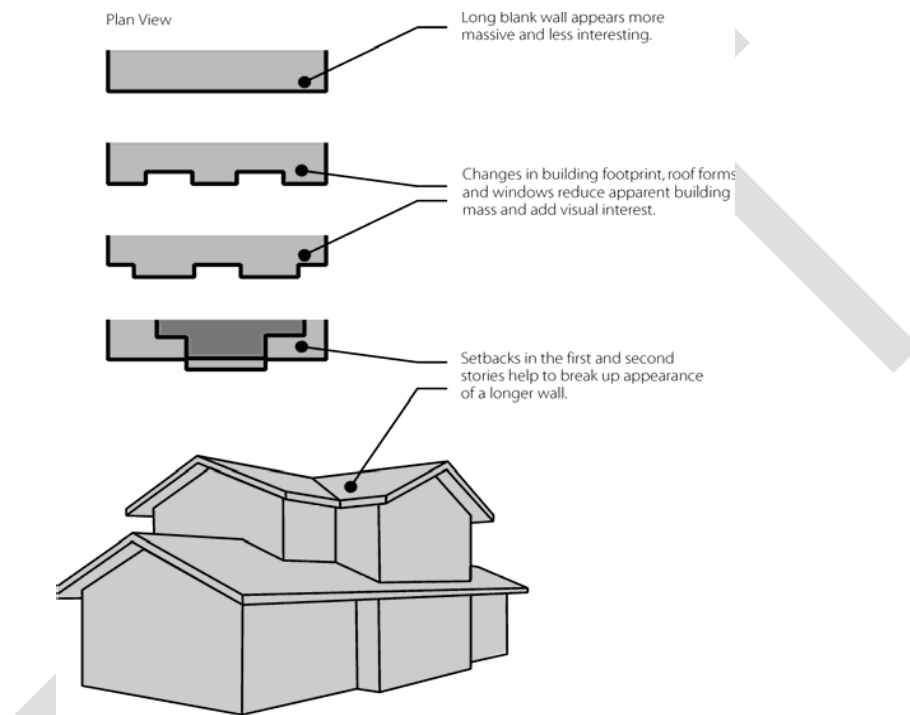 Plan View
Long blank wall appears more
massive and less interesting.
Changes in building footprint, roof forms
and windows reduce apparent building
mass and add visual interest.
Setbacks in the first and second
stories help to break up appearance
of a longer wall.